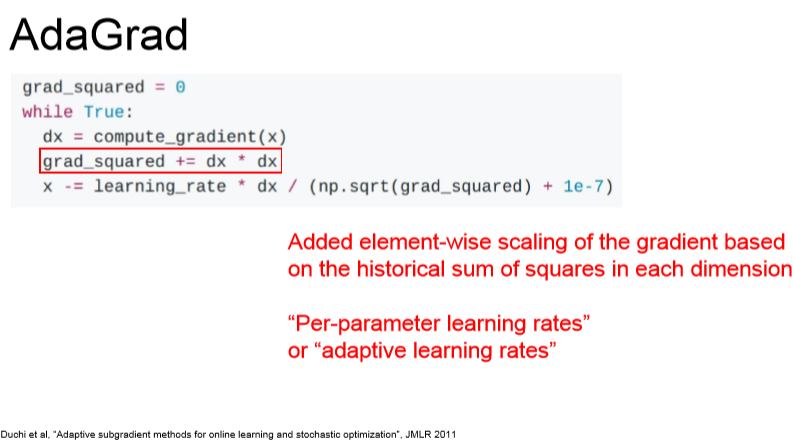 AdaGrad
grad_squared = 0
while True:
dx = compute_gradient(x)
grad_squared += dx * dx
x -= learning_rate * dx / (np.sqrt(grad_squared) + 1e-7)
Added element-wise scaling of the gradient based
on the historical sum of squares in each dimension
“Per-parameter learning rates”
or “adaptive learning rates”
Duchi et al, "Adaptive subgradient methods for online learning and stochastic optimization", JMLR 2011